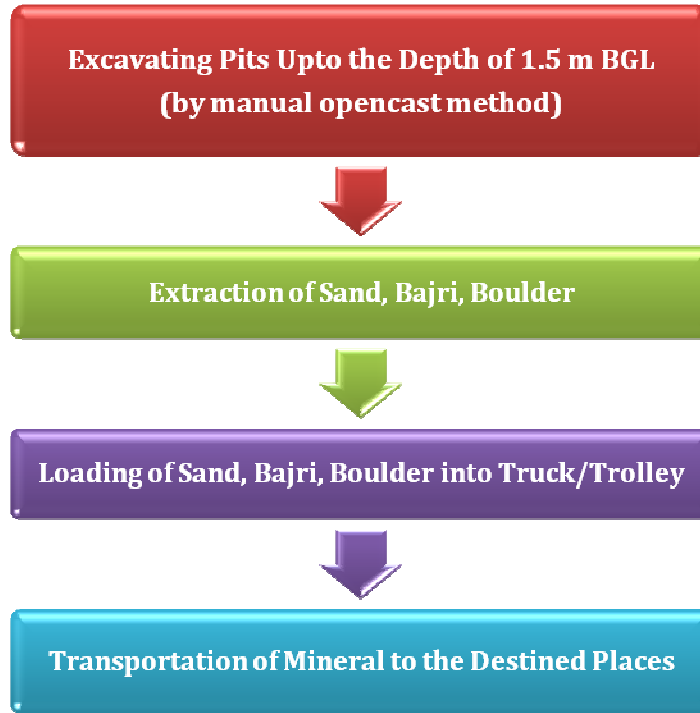 Excavating Pits Upto the Depth of 1.5 m BGL
(by manual opencast method)
Extraction of Sand, Bajri, Boulder
Loading of Sand, Bajri, Boulder into Truck/Trolley
Transportation of Mineral to the Destined Places